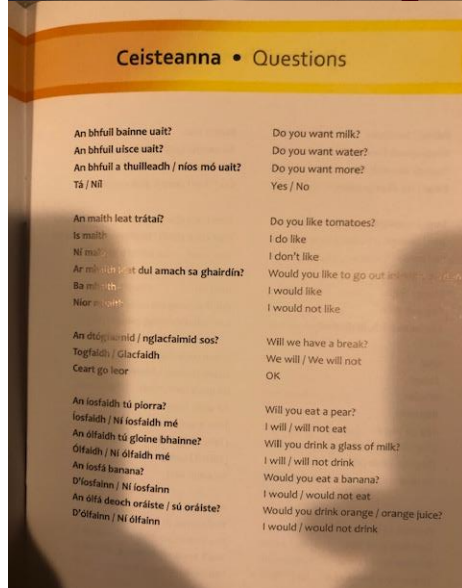 Ceisteanna • Questions
An bhfuil bainne uait? Do you want milk?
An bhfuil uisce uait? Do you want water?
An bhfuil a thuilleadh / níos mó uait? Do you want more?
Tá / Níl Yes / No
An maith leat trátaí? Do you like tomatoes?
Is maith I do like
Ní I don't like
Ar dul amach sa ghairdín? Would you like to go out
Ba I would like
Níor I would not like
An / nglacfaimid sos? Will we have a break?
Tógfaidh / Glacfaidh We will / We will not
Ceart go leor OK
An íosfaidh tú piorra? Will you eat a pear?
Íosfaidh / Ní íosfaidh mé I will / will not eat
An ólfaidh tú gloine bhainne? Will you drink a glass of milk?
Ólfaidh / Ní ólfaidh mé I will / will not drink
An íosfá banana? Would you eat a banana?
D'íosfainn / Ní íosfainn I would / would not eat
An ólfá deoch oráiste / sú oráiste? Would you drink orange / orange juice?
D'ólfainn / Ní ólfainn I would / would not drink